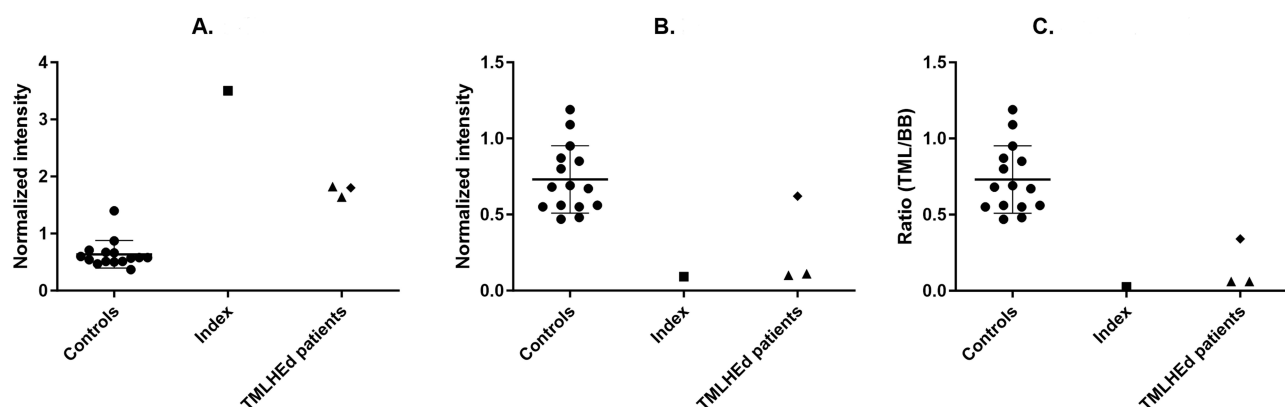 A.
Normalized intensity
4
3
2
1
0
Controls
Index
TMLHEd patients
B.
Normalized intensity
1.5
1.0
0.5
0.0
Controls
Index
TMLHEd patients
C.
Ratio (TML/BB)
1.5
1.0
0.5
0.0
Controls
Index
TMLHEd patients